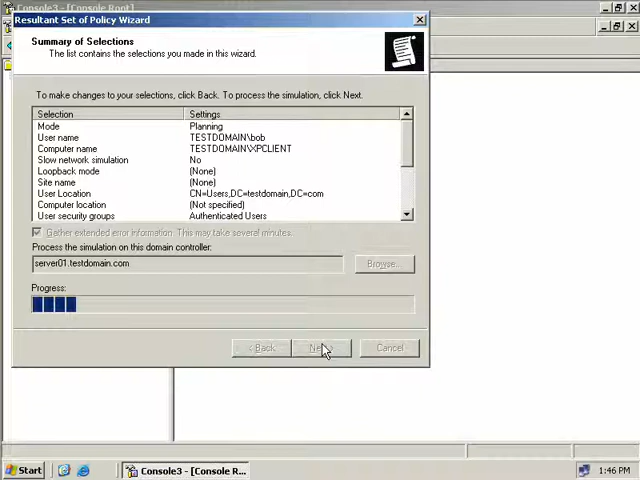 Console3 - [Console Root]
Resultant Set of Policy Wizard
Summary of Selections
The list contains the selections you made in this wizard.
To make changes to your selections, click Back. To process the simulation, click Next.
Selection Settings
Mode Planning
User name TESTDOMAIN\bob
Computer name TESTDOMAIN\XPCLIENT
Slow network simulation No
Loopback mode (None)
Site name (None)
User Location CN=Users,DC=testdomain,DC=com
Computer location (Not specified)
User security groups Authenticated Users
Gather extended error information. This may take several minutes.
Process the simulation on this domain controller:
server01.testdomain.com Browse...
Progress:
< Back Next > Cancel
Start Console3 - [Console R... 1:46 PM